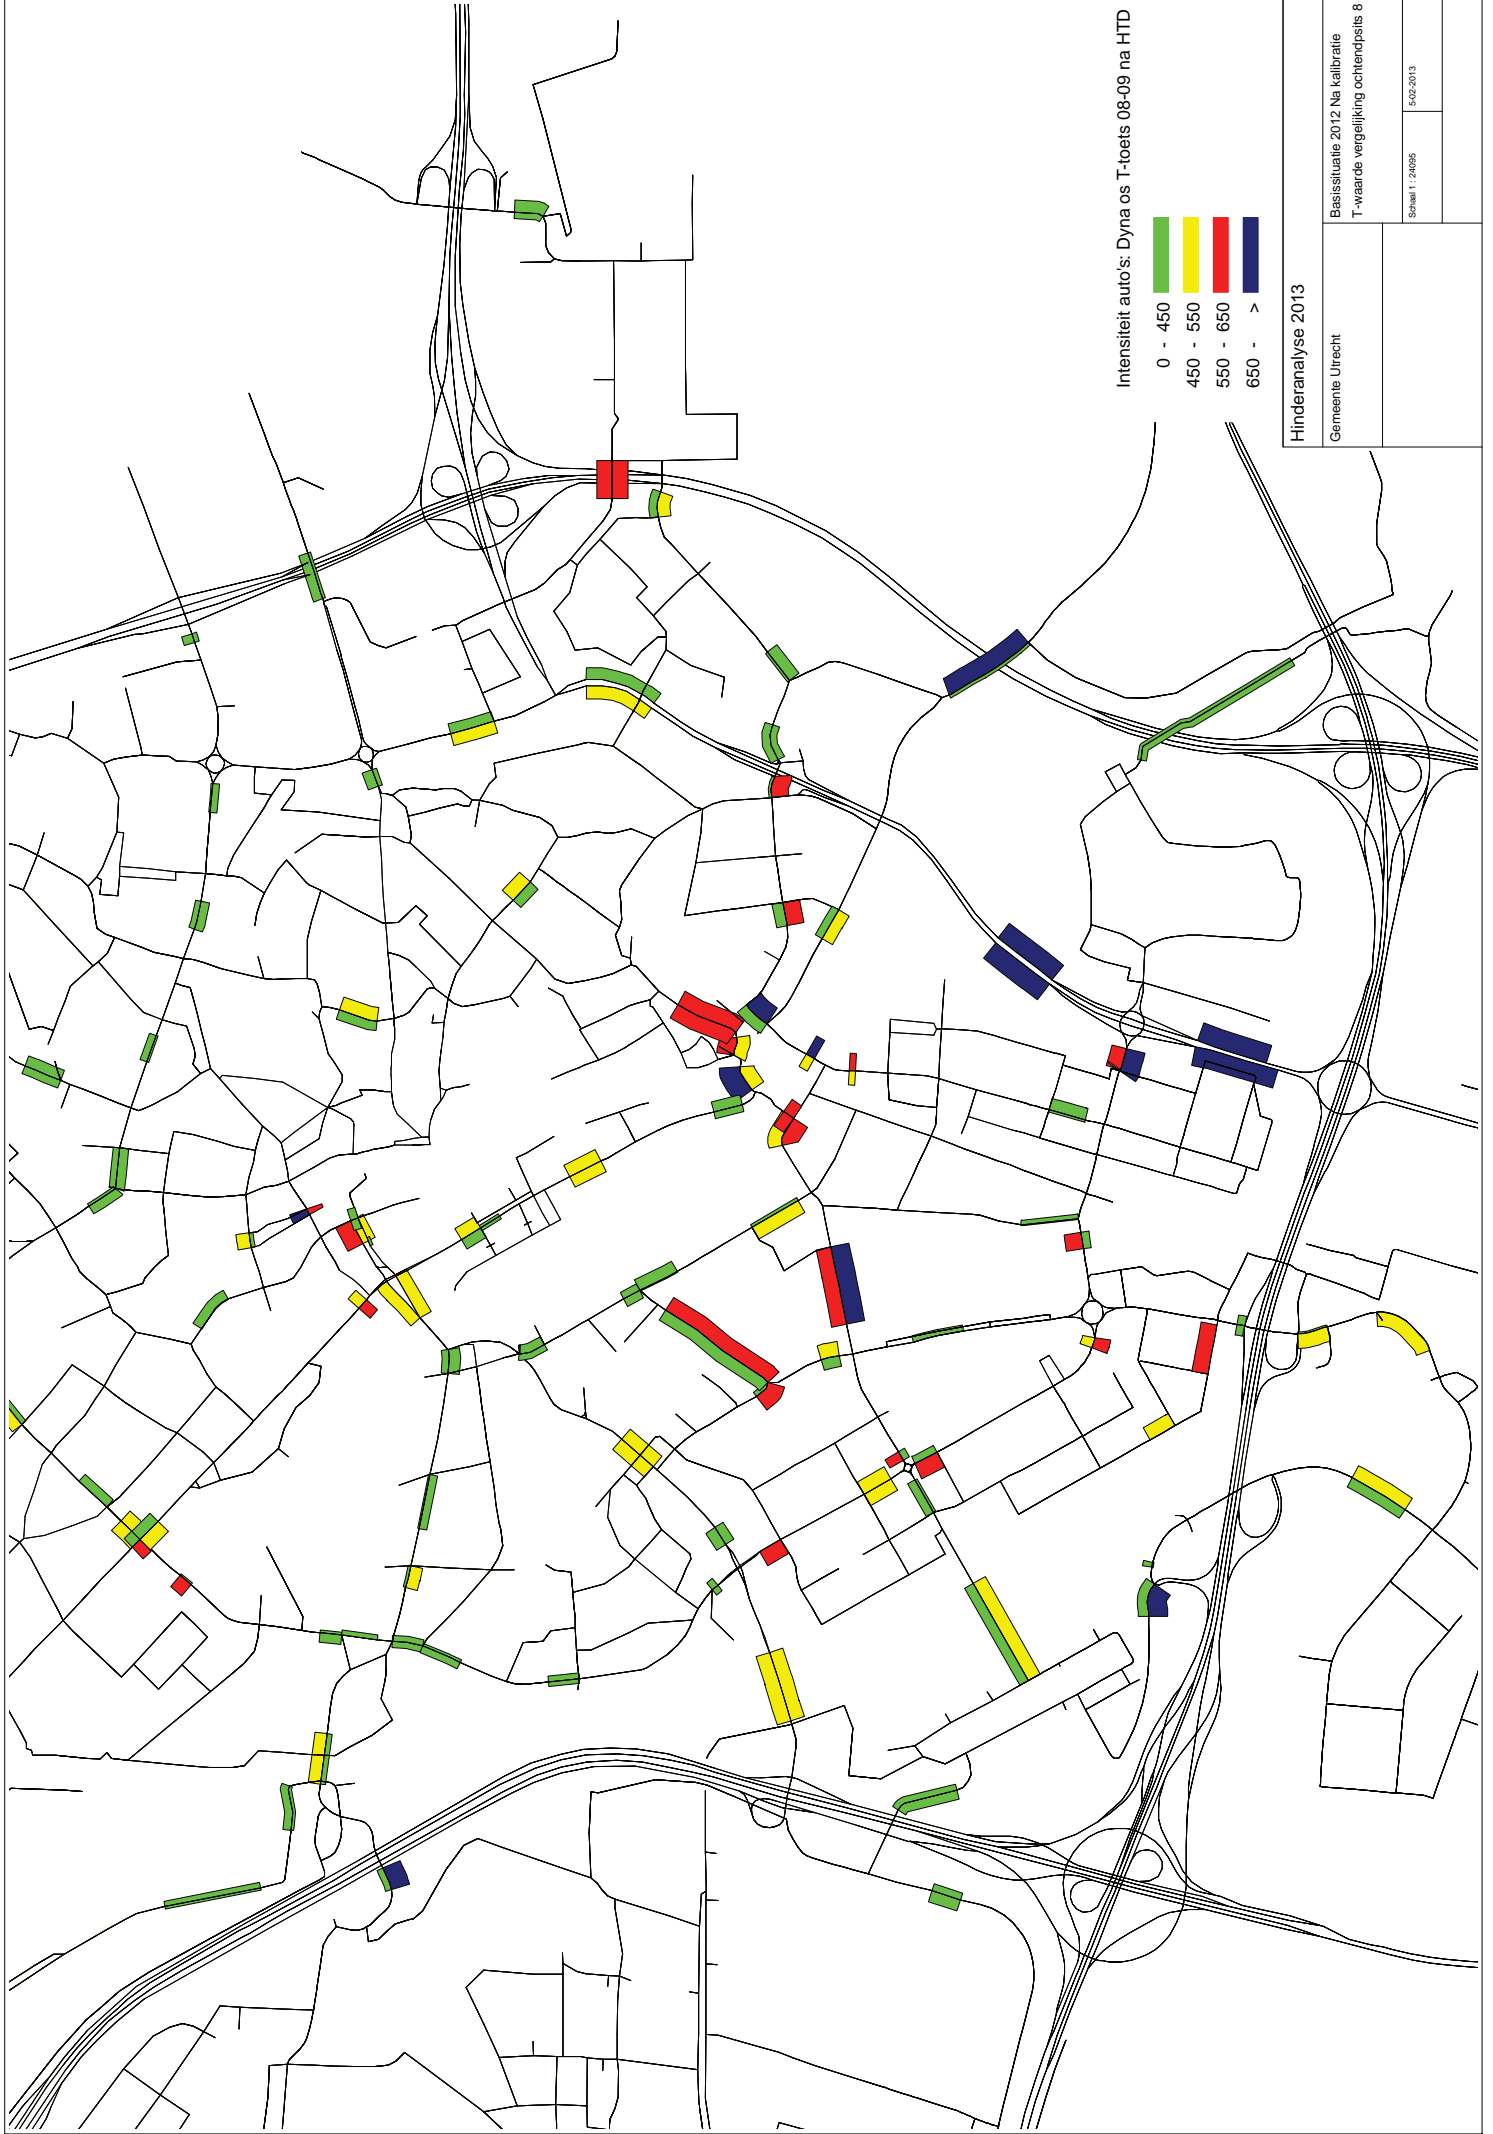 Intensiteit auto's: Dyna os T-toets 08-09 na HTD
0 - 450
450 - 550
550 - 650
650 - >
Hinderanalyse 2013
Gemeente Utrecht
Basissituatie 2012 Na kalibratie
T-waarde vergelijking ochtendpsits 8
Schaal 1 : 24095
5-02-2013